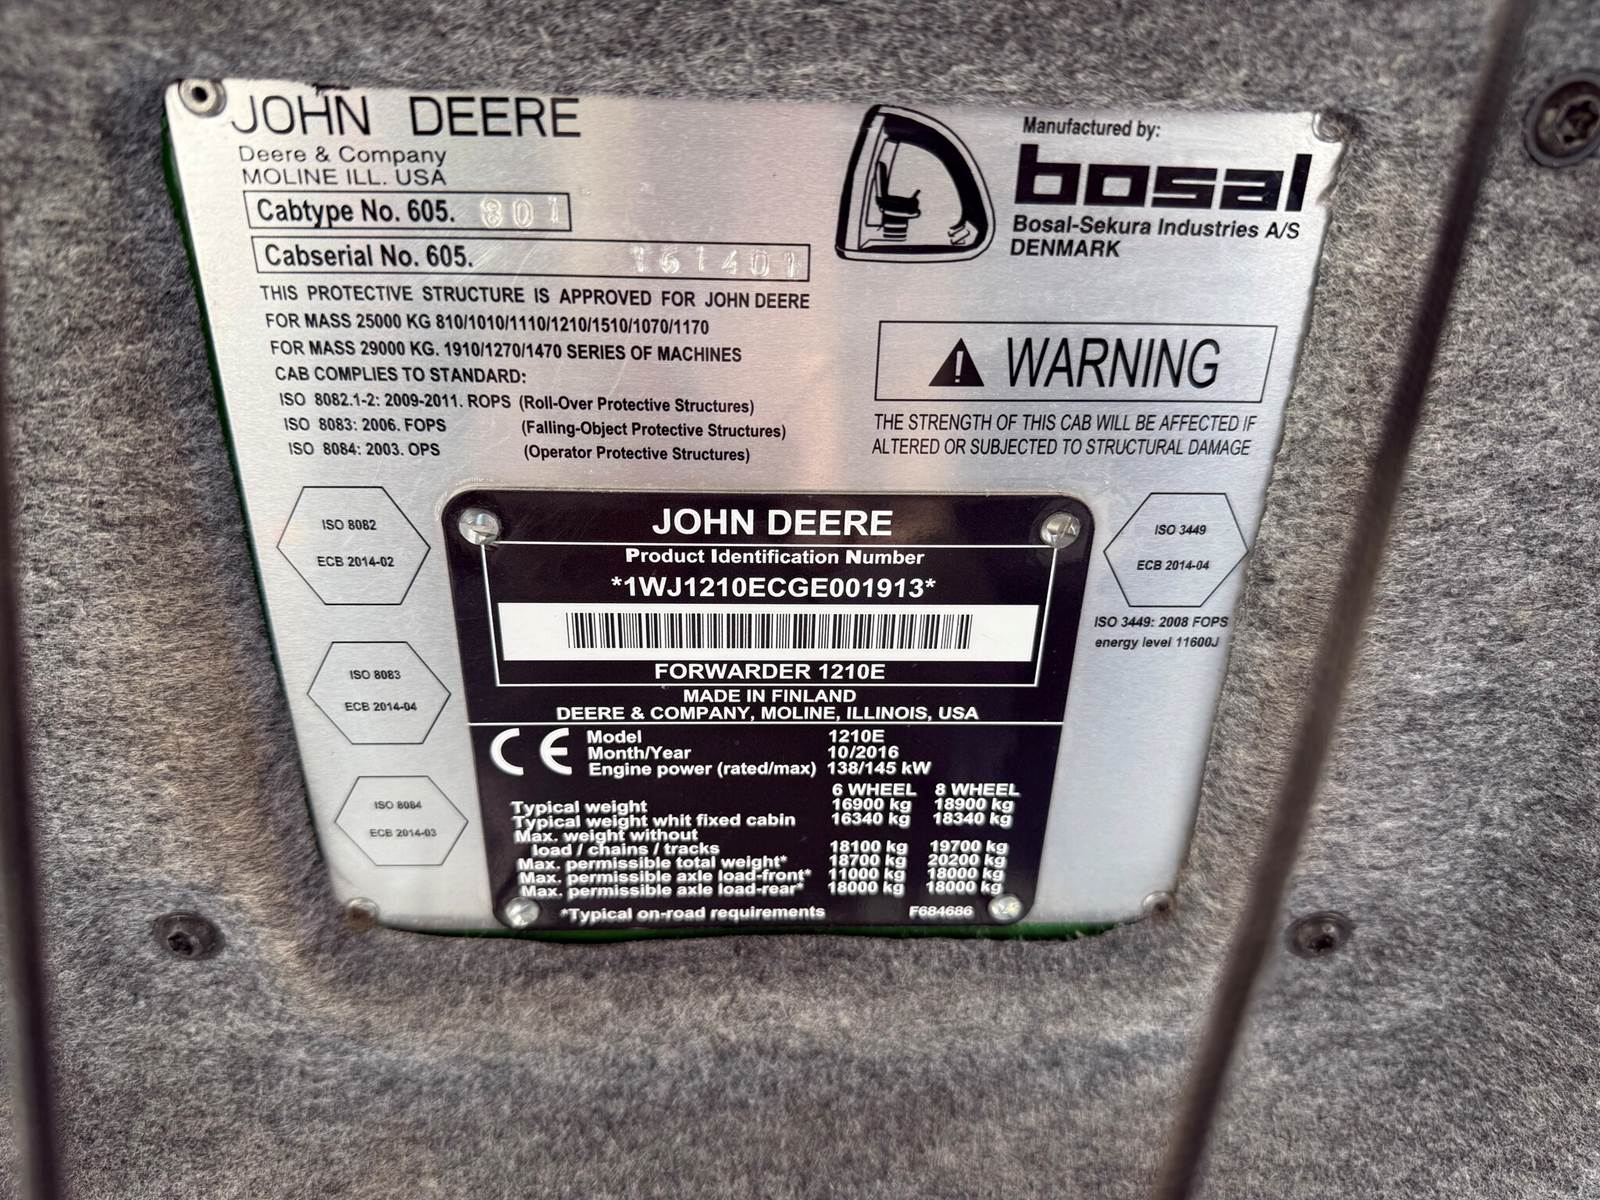 JOHN DEERE
Deere & Company
MOLINE ILL. USA
Cabtype No. 605. 801
Cabserial No. 605. 161401
THIS PROTECTIVE STRUCTURE IS APPROVED FOR JOHN DEERE
FOR MASS 25000 KG 810/1010/1110/1210/1510/1070/1170
FOR MASS 29000 KG. 1910/1270/1470 SERIES OF MACHINES
CAB COMPLIES TO STANDARD:
ISO 8082.1-2: 2009-2011. ROPS (Roll-Over Protective Structures)
ISO 8083: 2006. FOPS (Falling-Object Protective Structures)
ISO 8084: 2003. OPS (Operator Protective Structures)
Manufactured by:
bosal
Bosal-Sekura Industries A/S
DENMARK
WARNING
THE STRENGTH OF THIS CAB WILL BE AFFECTED IF
ALTERED OR SUBJECTED TO STRUCTURAL DAMAGE
ISO 8082
ECB 2014-02
ISO 8083
ECB 2014-04
ISO 8084
ECB 2014-03
ISO 3449
ECB 2014-04
ISO 3449: 2008 FOPS
energy level 11600J
JOHN DEERE
Product Identification Number
*1WJ1210ECGE001913*
FORWARDER 1210E
MADE IN FINLAND
DEERE & COMPANY, MOLINE, ILLINOIS, USA
CE
Model 1210E
Month/Year 10/2016
Engine power (rated/max) 138/145 kW
6 WHEEL 8 WHEEL
Typical weight 16900 kg 18900 kg
Typical weight whit fixed cabin 16340 kg 18340 kg
Max. weight without
load / chains / tracks 18100 kg 19700 kg
Max. permissible total weight* 18700 kg 20200 kg
Max. permissible axle load-front* 11000 kg 18000 kg
Max. permissible axle load-rear* 18000 kg 18000 kg
*Typical on-road requirements F684686